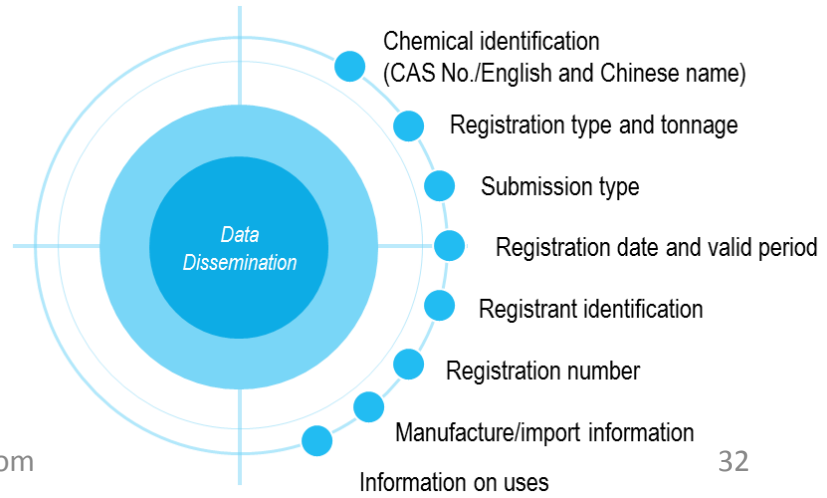 Chemical identification
(CAS No./English and Chinese name)
Registration type and tonnage
Submission type
Data
Dissemination
Registration date and valid period
Registrant identification
Registration number
Manufacture/import information
om
32
Information on uses